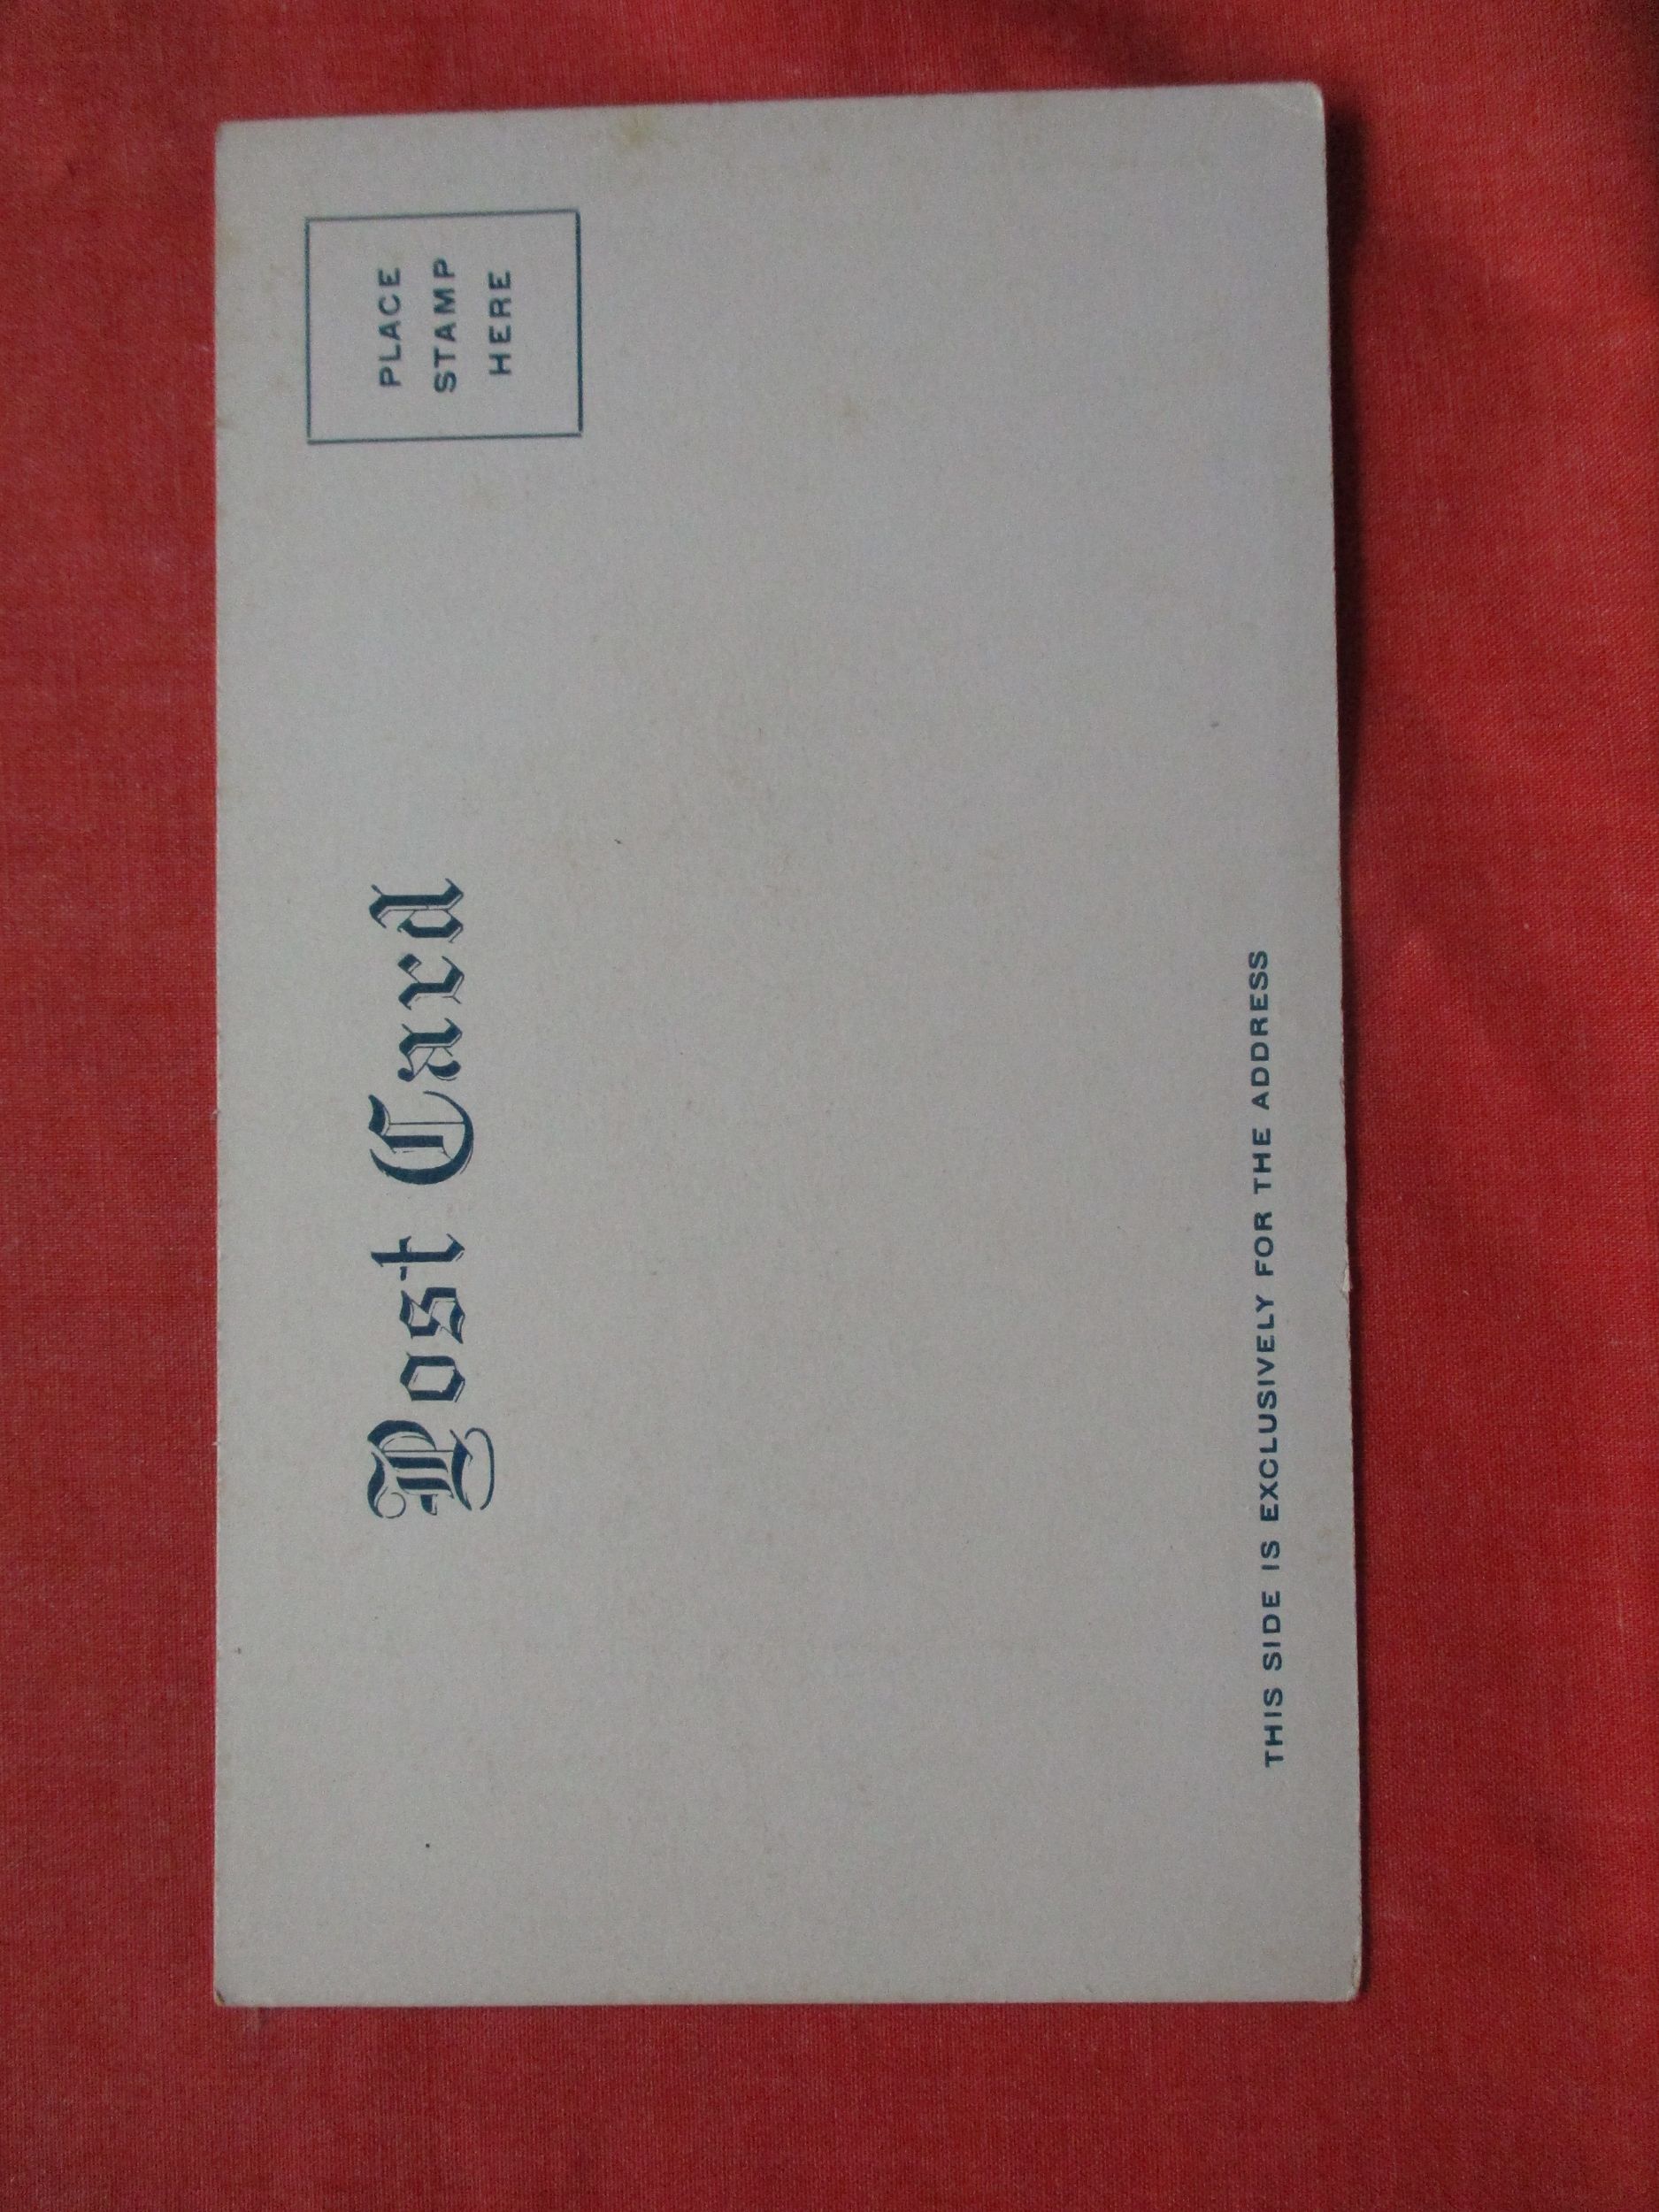 Post Card
PLACE
STAMP
HERE
THIS SIDE IS EXCLUSIVELY FOR THE ADDRESS